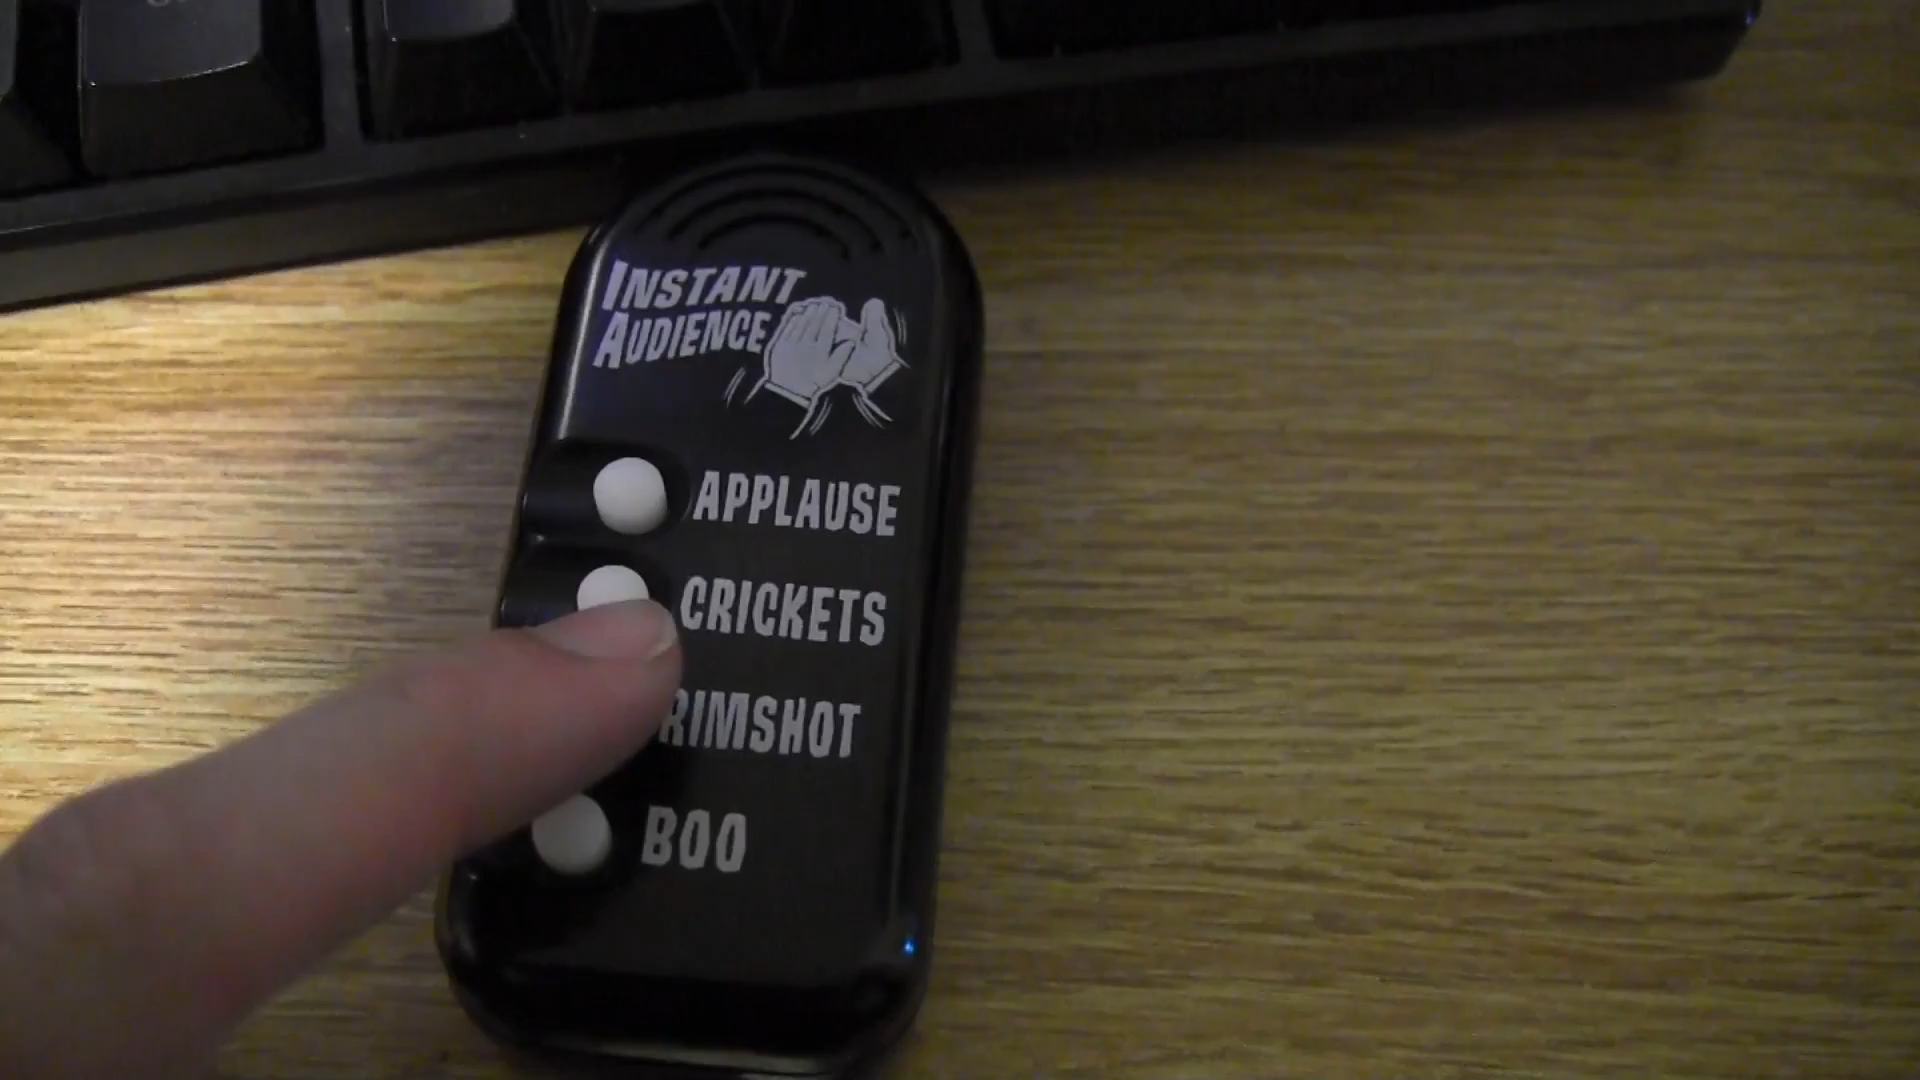 INSTANT
AUDIENCE
APPLAUSE
CRICKETS
RIMSHOT
BOO